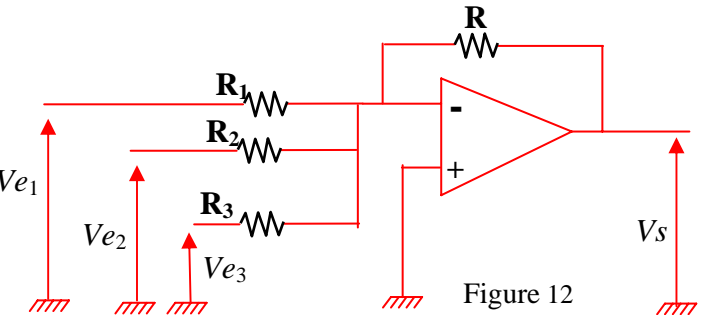 R
R₁
-
R₂
+
R₃
Ve₁
Ve₂
Ve₃
Vs
Figure 12